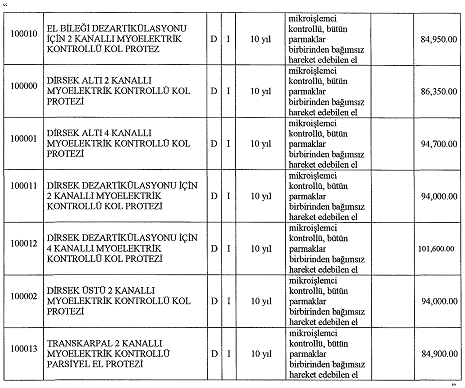 “
100010
EL BİLEĞİ DEZARTİKÜLASYONU
İÇİN 2 KANALLI MYOELEKTRİK
KONTROLLÜ KOL PROTEZ
D
I
10 yıl
mikroişlemci
kontrollü, bütün
parmaklar
birbirinden bağımsız
hareket edebilen el
84,950.00
100000
DİRSEK ALTI 2 KANALLI
MYOELEKTRİK KONTROLLÜ KOL
PROTEZİ
D
I
10 yıl
mikroişlemci
kontrollü, bütün
parmaklar
birbirinden bağımsız
hareket edebilen el
86,350.00
100001
DİRSEK ALTI 4 KANALLI
MYOELEKTRİK KONTROLLÜ KOL
PROTEZİ
D
I
10 yıl
mikroişlemci
kontrollü, bütün
parmaklar
birbirinden bağımsız
hareket edebilen el
94,700.00
100011
DİRSEK DEZARTİKÜLASYONU İÇİN
2 KANALLI MYOELEKTRİK
KONTROLLÜ KOL PROTEZİ
D
I
10 yıl
mikroişlemci
kontrollü, bütün
parmaklar
birbirinden bağımsız
hareket edebilen el
94,000.00
100012
DİRSEK DEZARTİKÜLASYONU İÇİN
4 KANALLI MYOELEKTRİK
KONTROLLÜ KOL PROTEZİ
D
I
10 yıl
mikroişlemci
kontrollü, bütün
parmaklar
birbirinden bağımsız
hareket edebilen el
101,600.00
100002
DİRSEK ÜSTÜ 2 KANALLI
MYOELEKTRİK KONTROLLÜ KOL
PROTEZİ
D
I
10 yıl
mikroişlemci
kontrollü, bütün
parmaklar
birbirinden bağımsız
hareket edebilen el
94,000.00
100013
TRANSKARPAL 2 KANALLI
MYOELEKTRİK KONTROLLÜ
PARSİYEL EL PROTEZİ
D
I
10 yıl
mikroişlemci
kontrollü, bütün
parmaklar
birbirinden bağımsız
hareket edebilen el
84,900.00
”